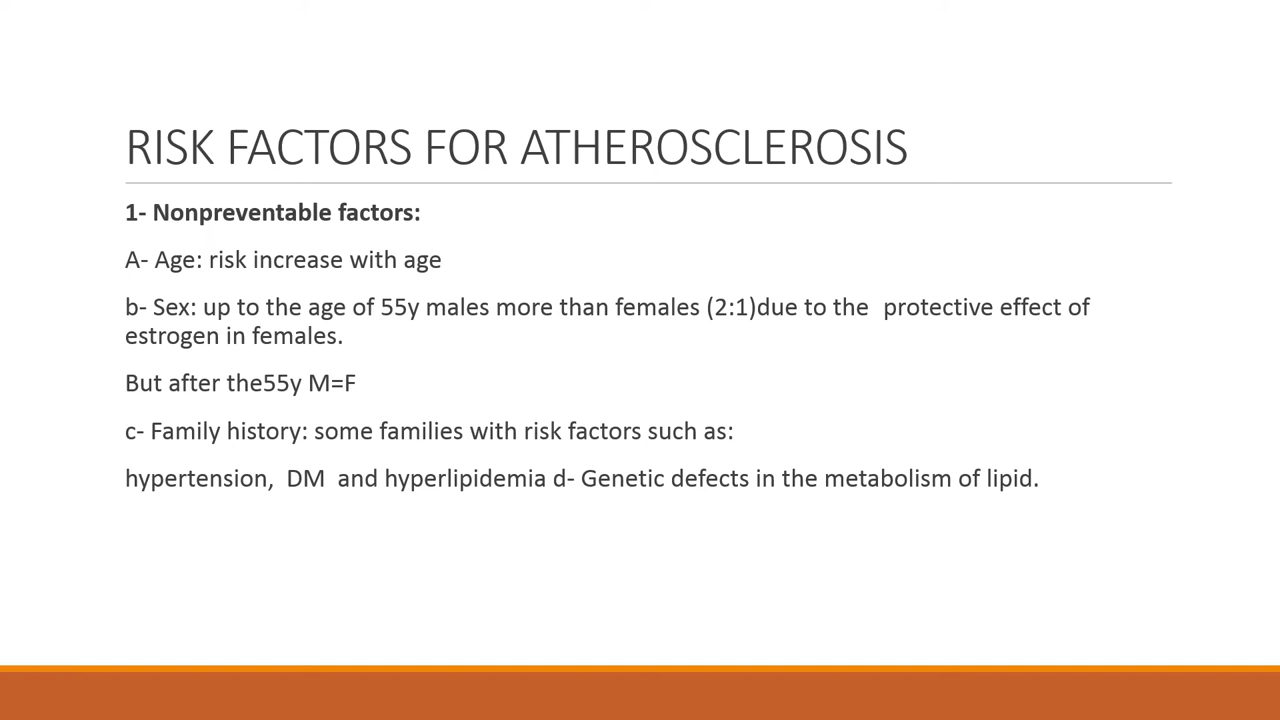 RISK FACTORS FOR ATHEROSCLEROSIS
1- Nonpreventable factors:
A- Age: risk increase with age
b- Sex: up to the age of 55y males more than females (2:1)due to the  protective effect of
estrogen in females.
But after the55y M=F
c- Family history: some families with risk factors such as:
hypertension,  DM  and hyperlipidemia d- Genetic defects in the metabolism of lipid.